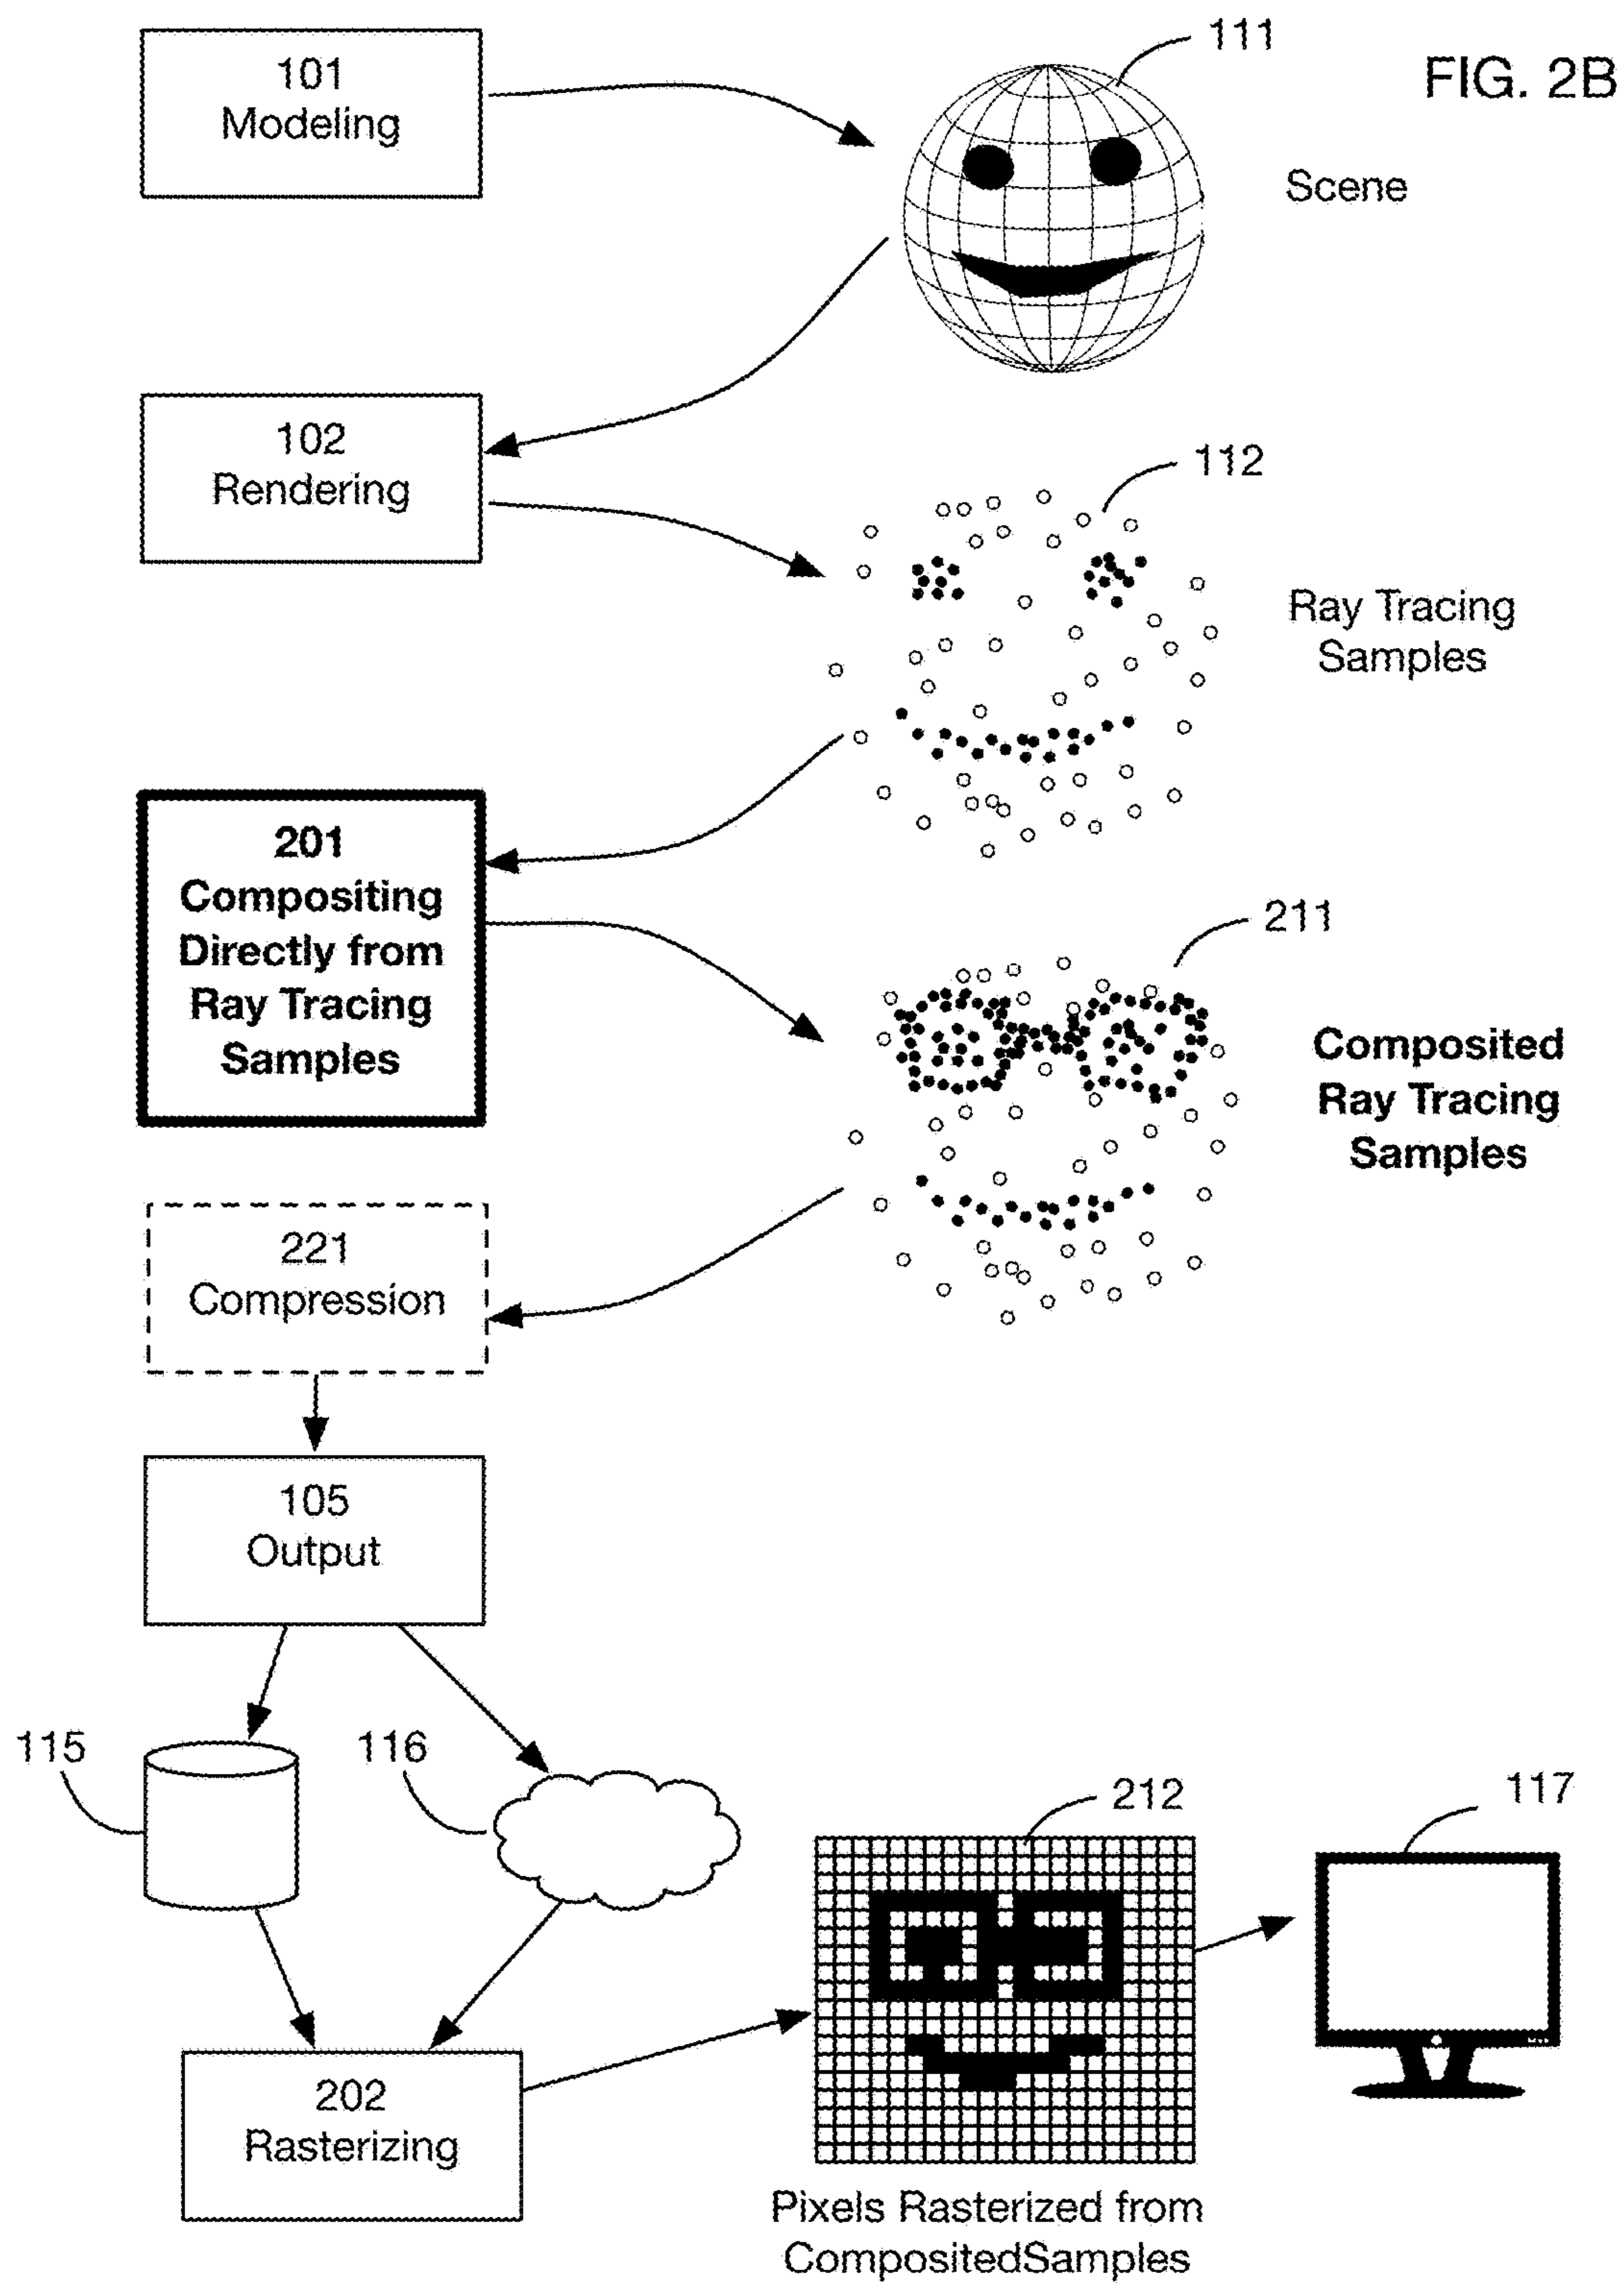 FIG. 2B
101
Modeling
111
Scene
102
Rendering
112
Ray Tracing
Samples
201
Compositing
Directly from
Ray Tracing
Samples
211
Composited
Ray Tracing
Samples
221
Compression
105
Output
115
116
202
Rasterizing
212
Pixels Rasterized from
CompositedSamples
117